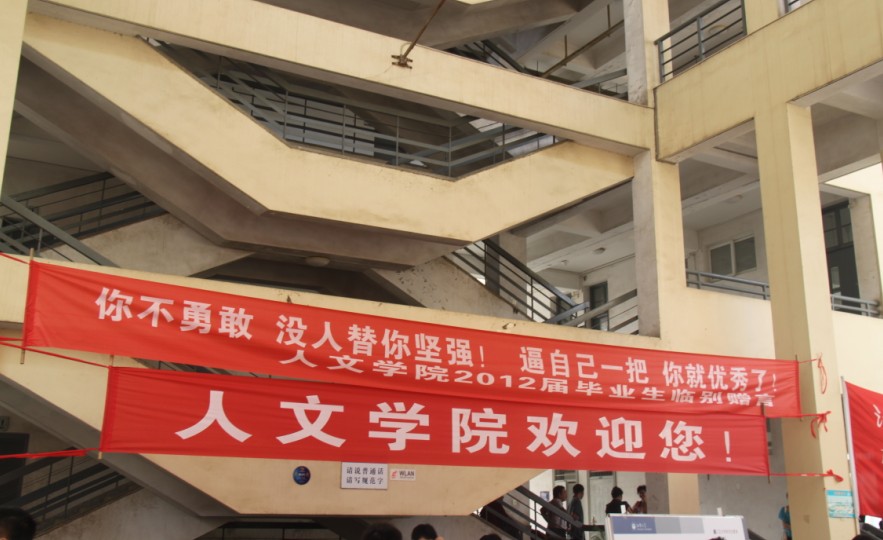 你不勇敢 没人替你坚强！ 逼自己一把 你就优秀了！
人文学院2012届毕业生临别赠言
人文学院欢迎您！
请说普通话
请写规范字
WLAN